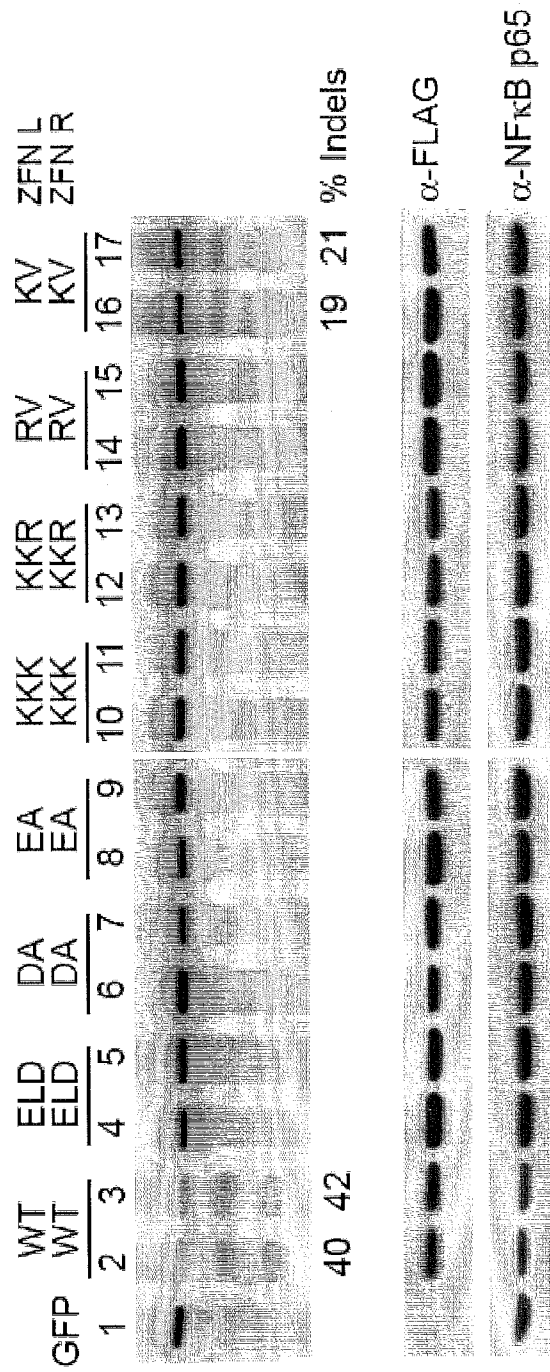 WT ELD DA EA KKK KKR RV KV ZFN L
GFP WT ELD DA EA KKK KKR RV KV ZFN R
1 2 3 4 5 6 7 8 9 10 11 12 13 14 15 16 17
40 42 19 21 % Indels
α-FLAG
α-NFκB p65